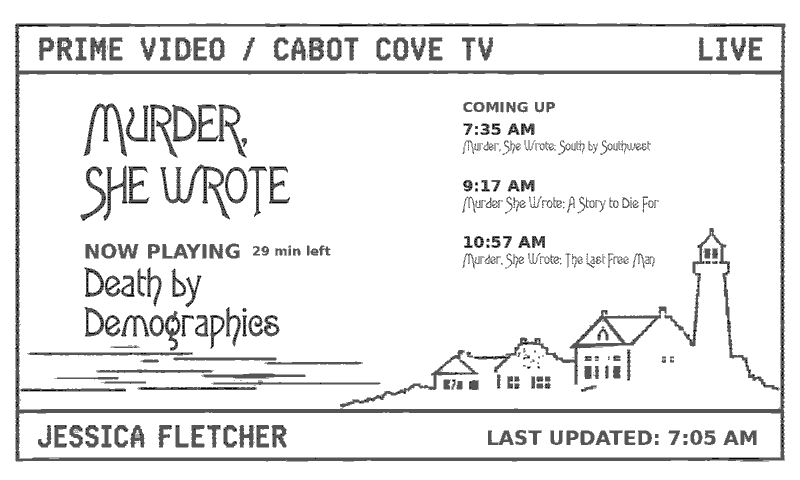 PRIME VIDEO / CABOT COVE TV
LIVE
MURDER,
SHE WROTE
NOW PLAYING 29 min left
Death by
Demographics
COMING UP
7:35 AM
Murder, She Wrote: South by Southwest
9:17 AM
Murder She Wrote: A Story to Die For
10:57 AM
Murder, She Wrote: The Last Free Man
JESSICA FLETCHER
LAST UPDATED: 7:05 AM